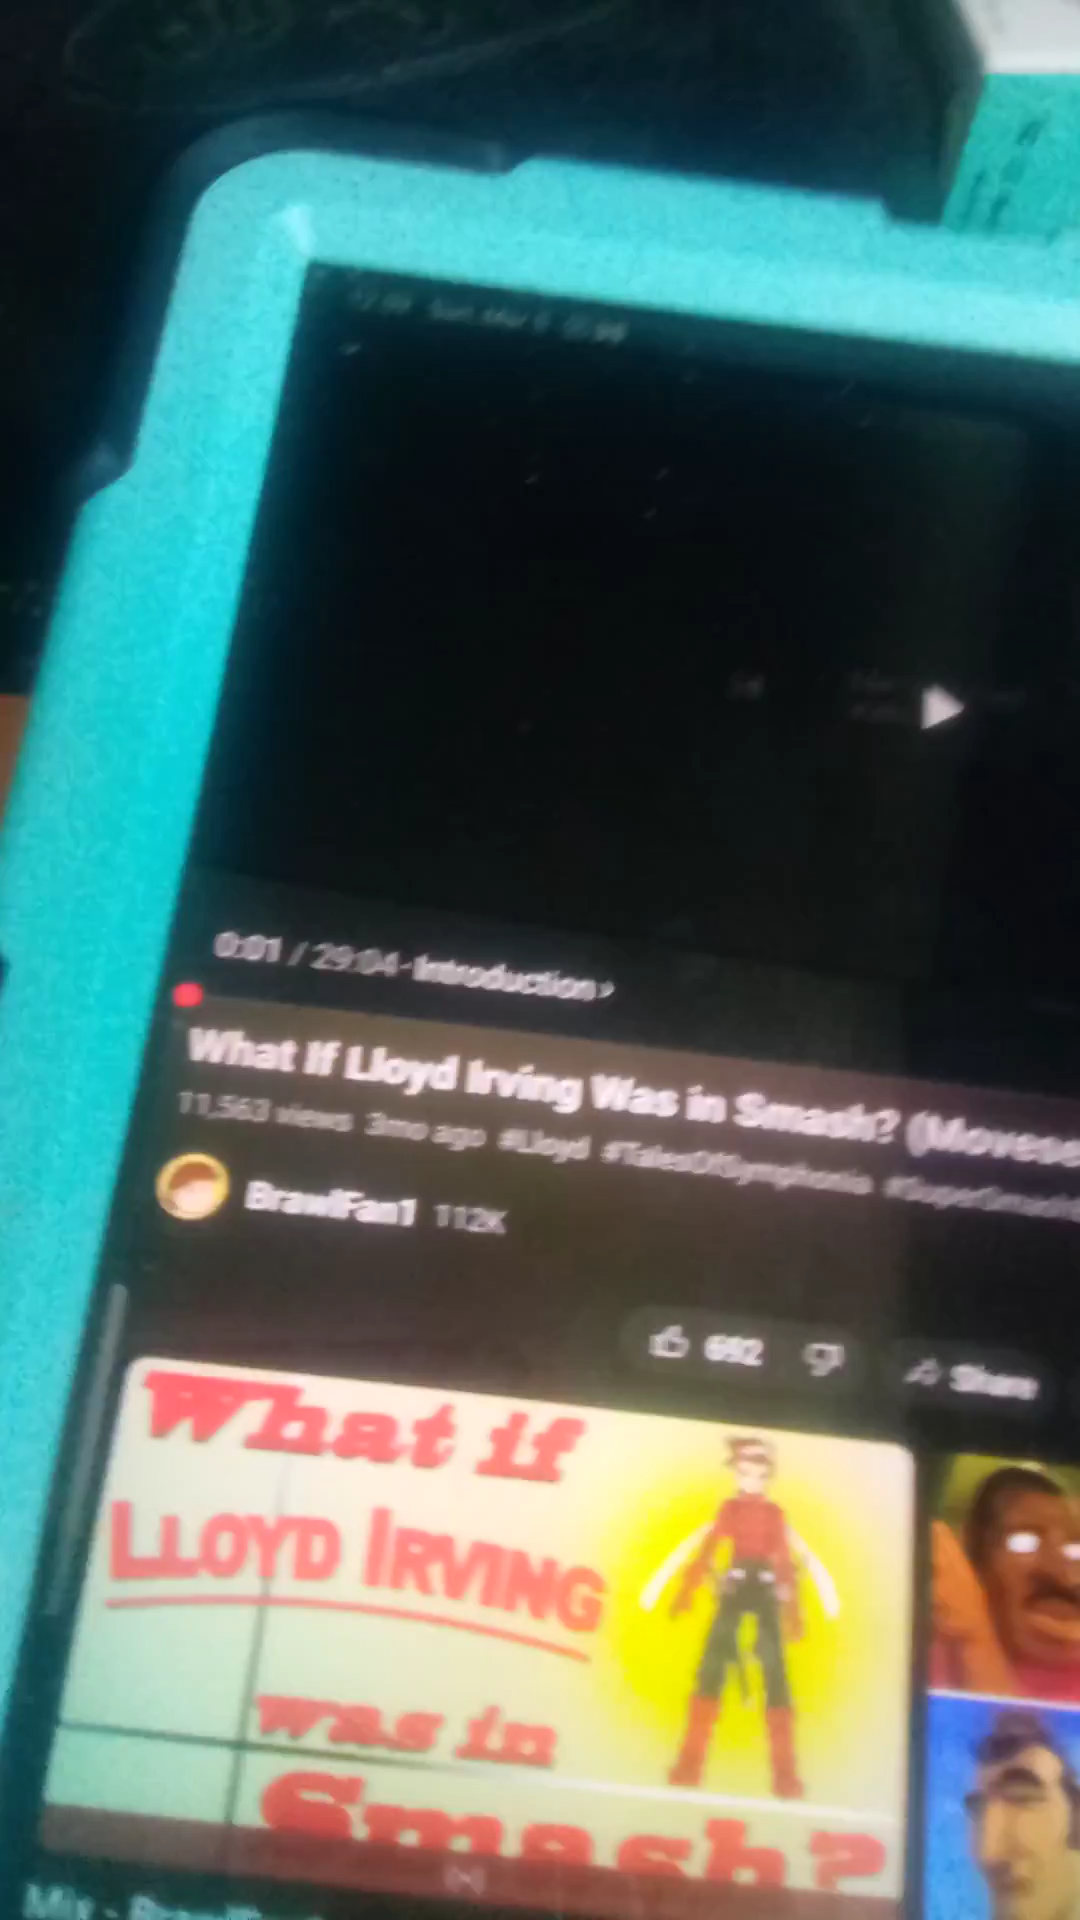 0:01 / 29:04 · Introduction ›
What If Lloyd Irving Was in Smash? (Moveset
11,563 views 3mo ago #Lloyd #TalesOfSymphonia
BrawlFan1 112K
692 Share
What if
LLOYD IRVING
was in
Smash?